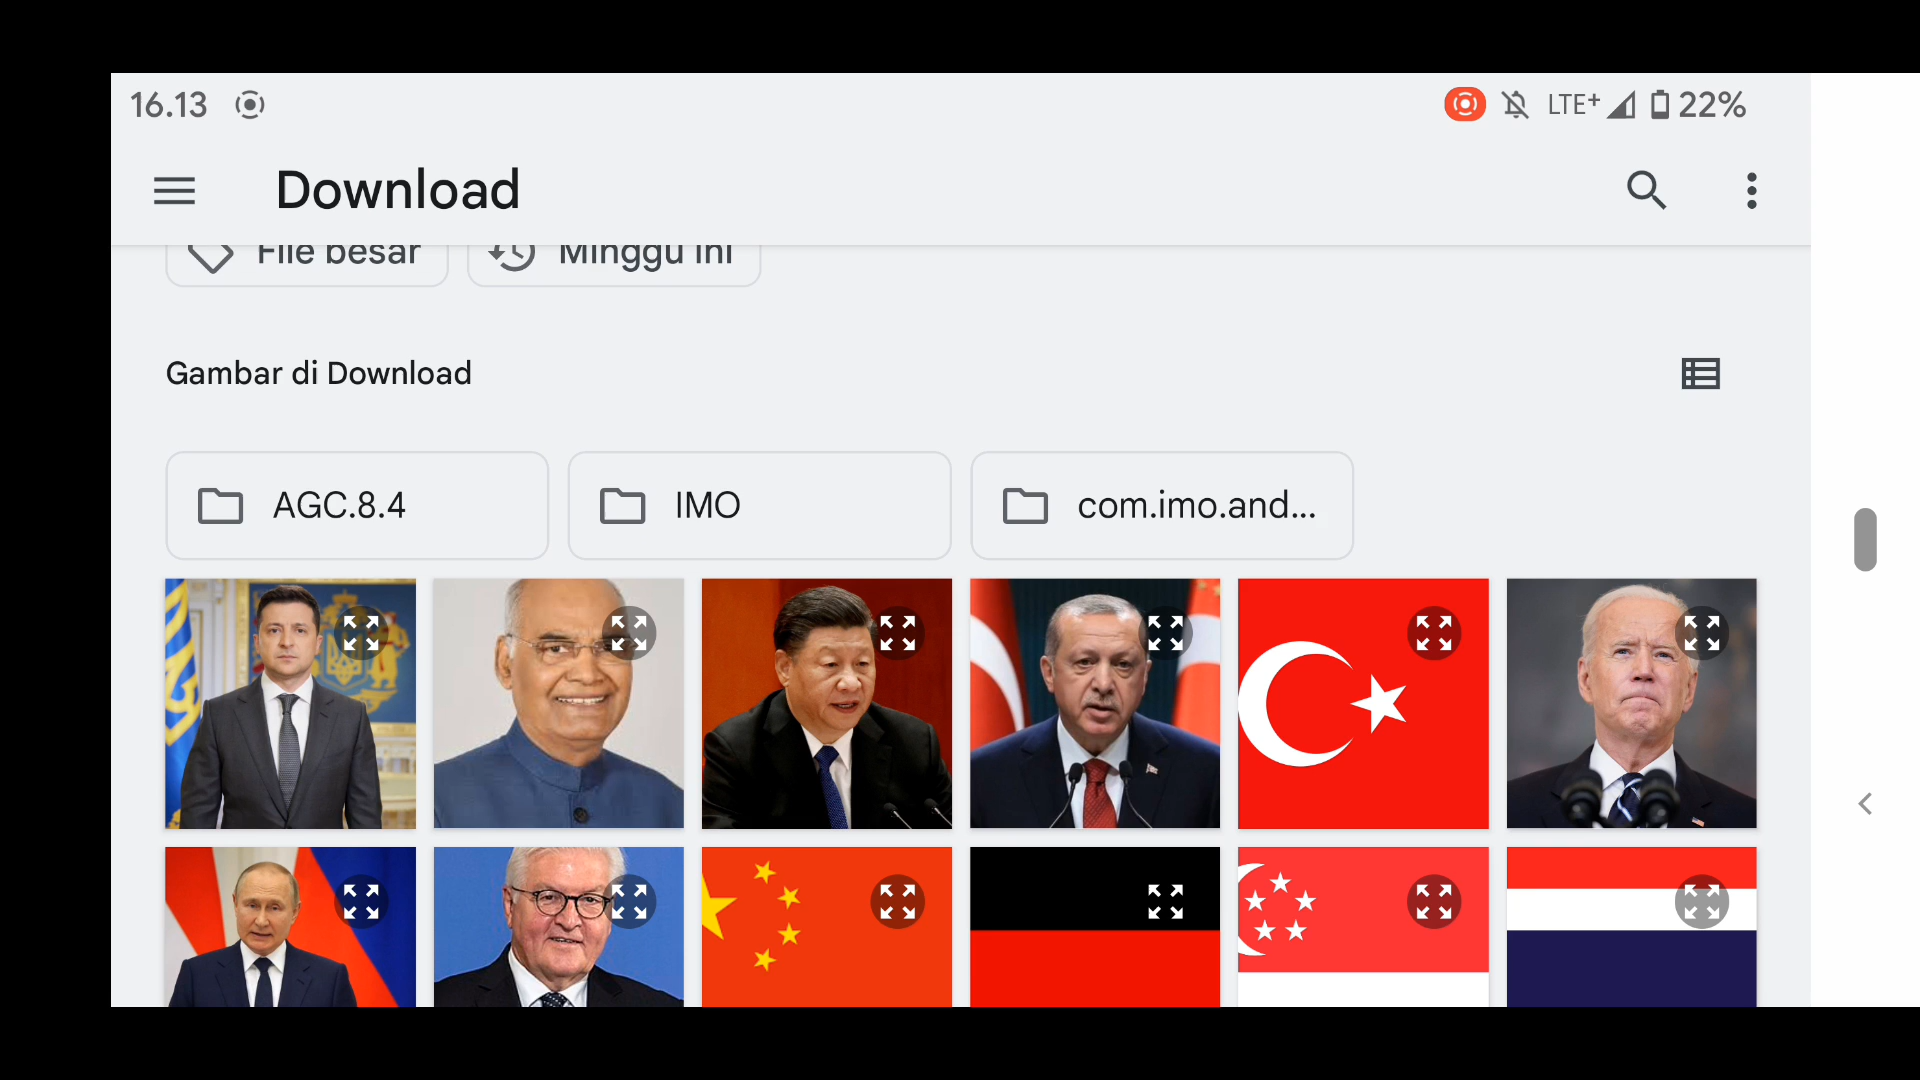 16.13
LTE+ 22%
Download
File besar
Minggu ini
Gambar di Download
AGC.8.4
IMO
com.imo.and...